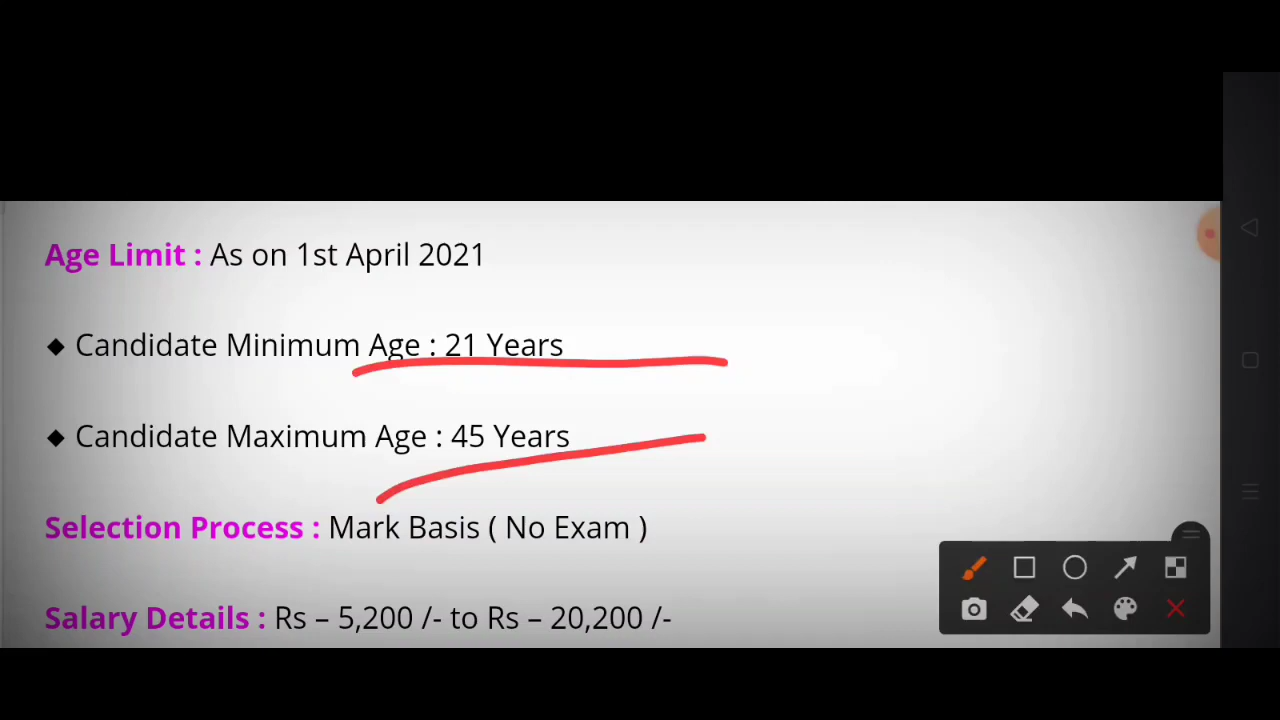 Age Limit : As on 1st April 2021
◆ Candidate Minimum Age : 21 Years
◆ Candidate Maximum Age : 45 Years
Selection Process : Mark Basis ( No Exam )
Salary Details : Rs – 5,200 /- to Rs – 20,200 /-